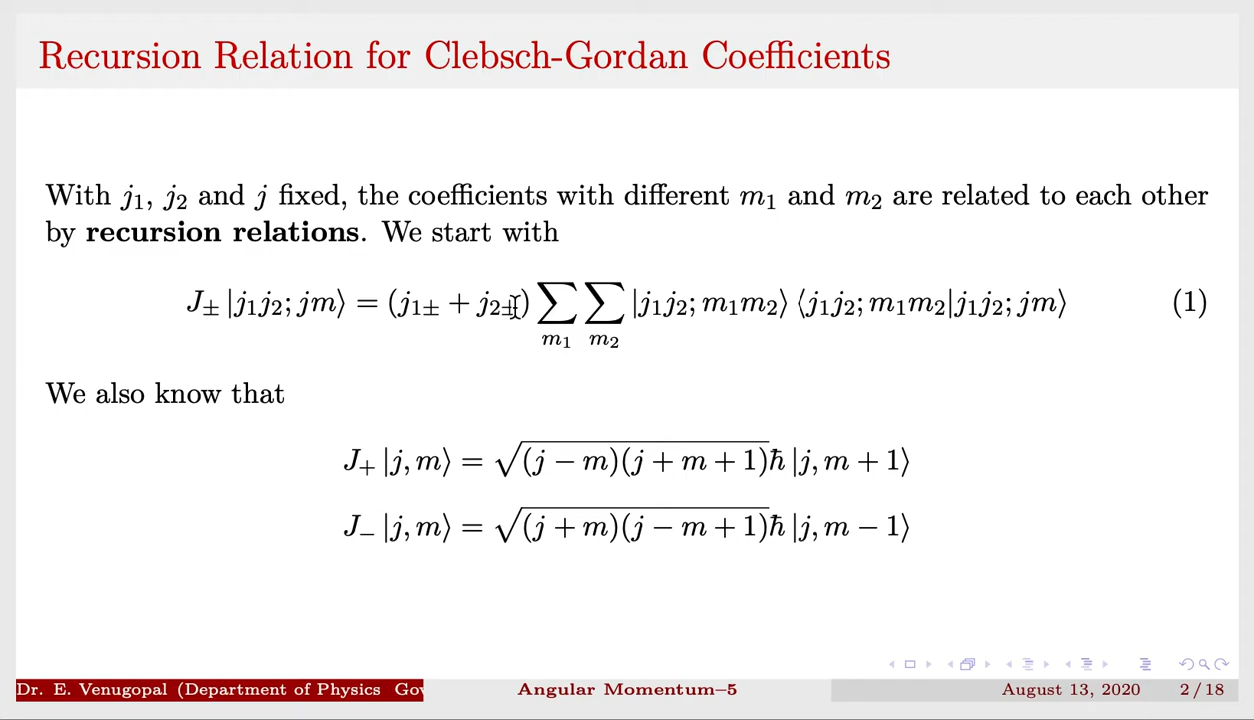 Recursion Relation for Clebsch-Gordan Coefficients
With j₁, j₂ and j fixed, the coefficients with different m₁ and m₂ are related to each other
by recursion relations. We start with
J± |j₁j₂; jm⟩ = (j₁± + j₂±) ∑_{m₁} ∑_{m₂} |j₁j₂; m₁m₂⟩ ⟨j₁j₂; m₁m₂|j₁j₂; jm⟩ (1)
We also know that
J₊ |j, m⟩ = √(j − m)(j + m + 1)ħ |j, m + 1⟩
J₋ |j, m⟩ = √(j + m)(j − m + 1)ħ |j, m − 1⟩
Dr. E. Venugopal (Department of Physics Gov Angular Momentum–5 August 13, 2020 2 / 18